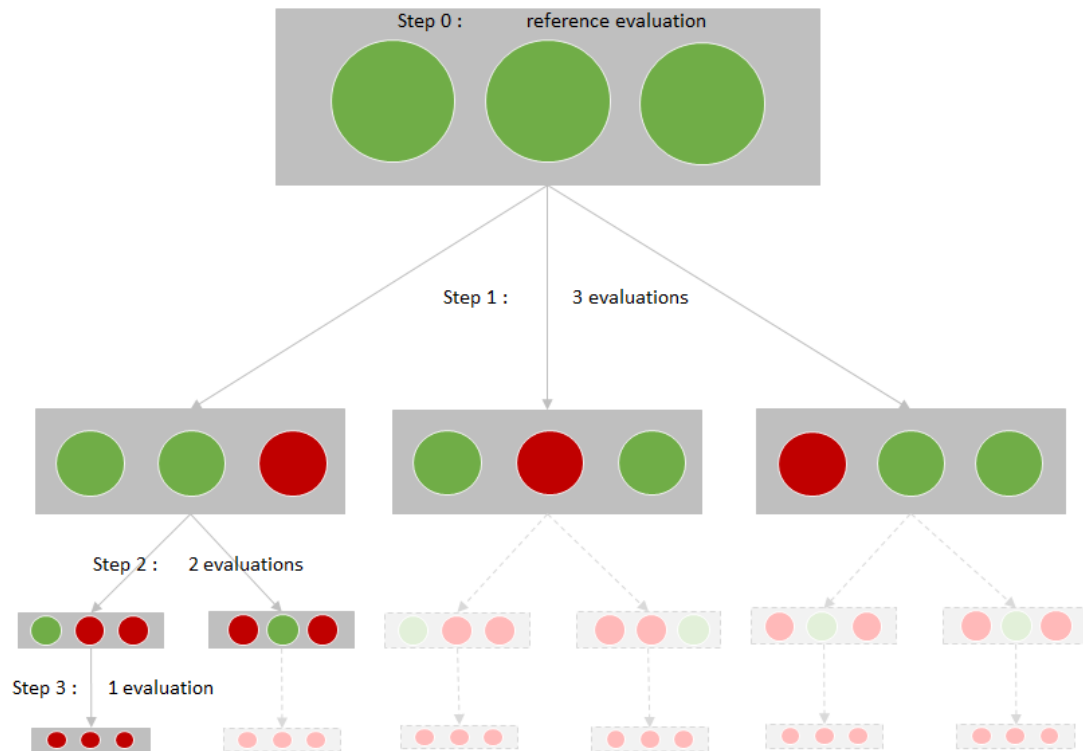 Step 0 : reference evaluation
Step 1 : 3 evaluations
Step 2 : 2 evaluations
Step 3 : 1 evaluation